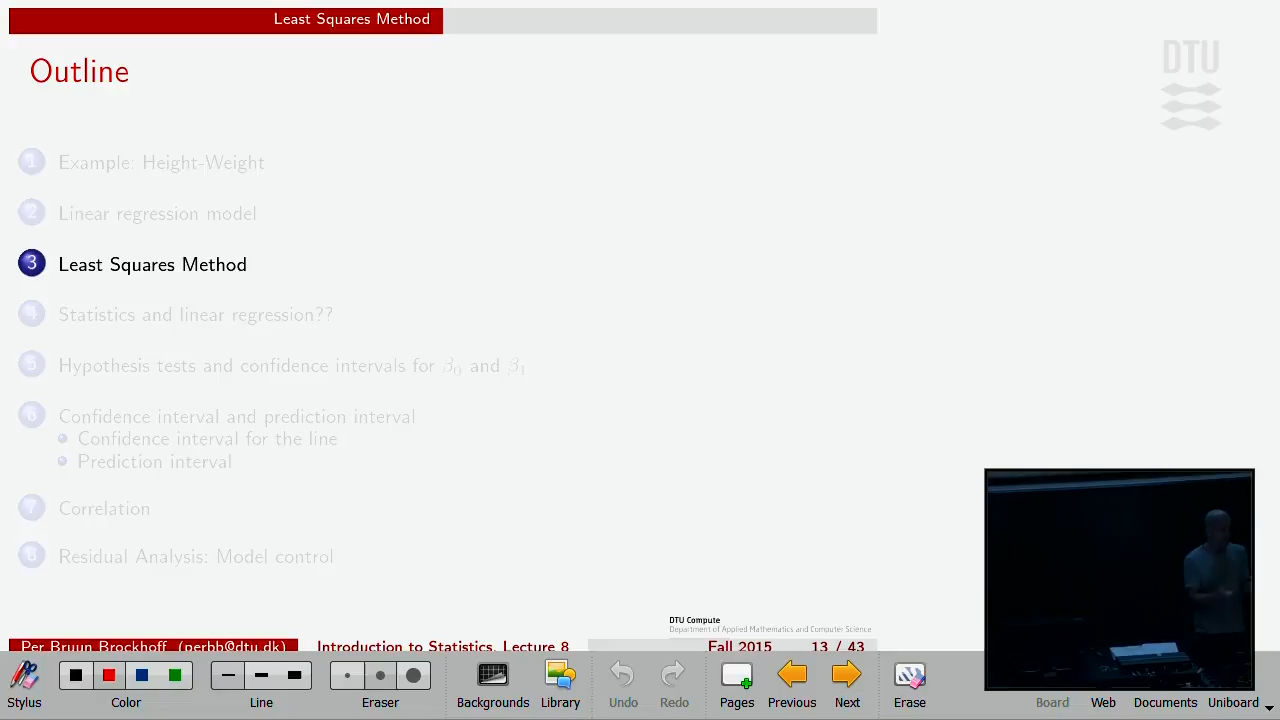 Least Squares Method
Outline
DTU
1 Example: Height-Weight
2 Linear regression model
3 Least Squares Method
4 Statistics and linear regression??
5 Hypothesis tests and confidence intervals for β₀ and β₁
6 Confidence interval and prediction interval
Confidence interval for the line
Prediction interval
7 Correlation
8 Residual Analysis: Model control
DTU Compute
Department of Applied Mathematics and Computer Science
Per Bruun Brockhoff (perbb@dtu.dk) Introduction to Statistics, Lecture 8 Fall 2015 13 / 43
Stylus Color Line Eraser Backgrounds Library Undo Redo Pages Previous Next Erase Board Web Documents Uniboard